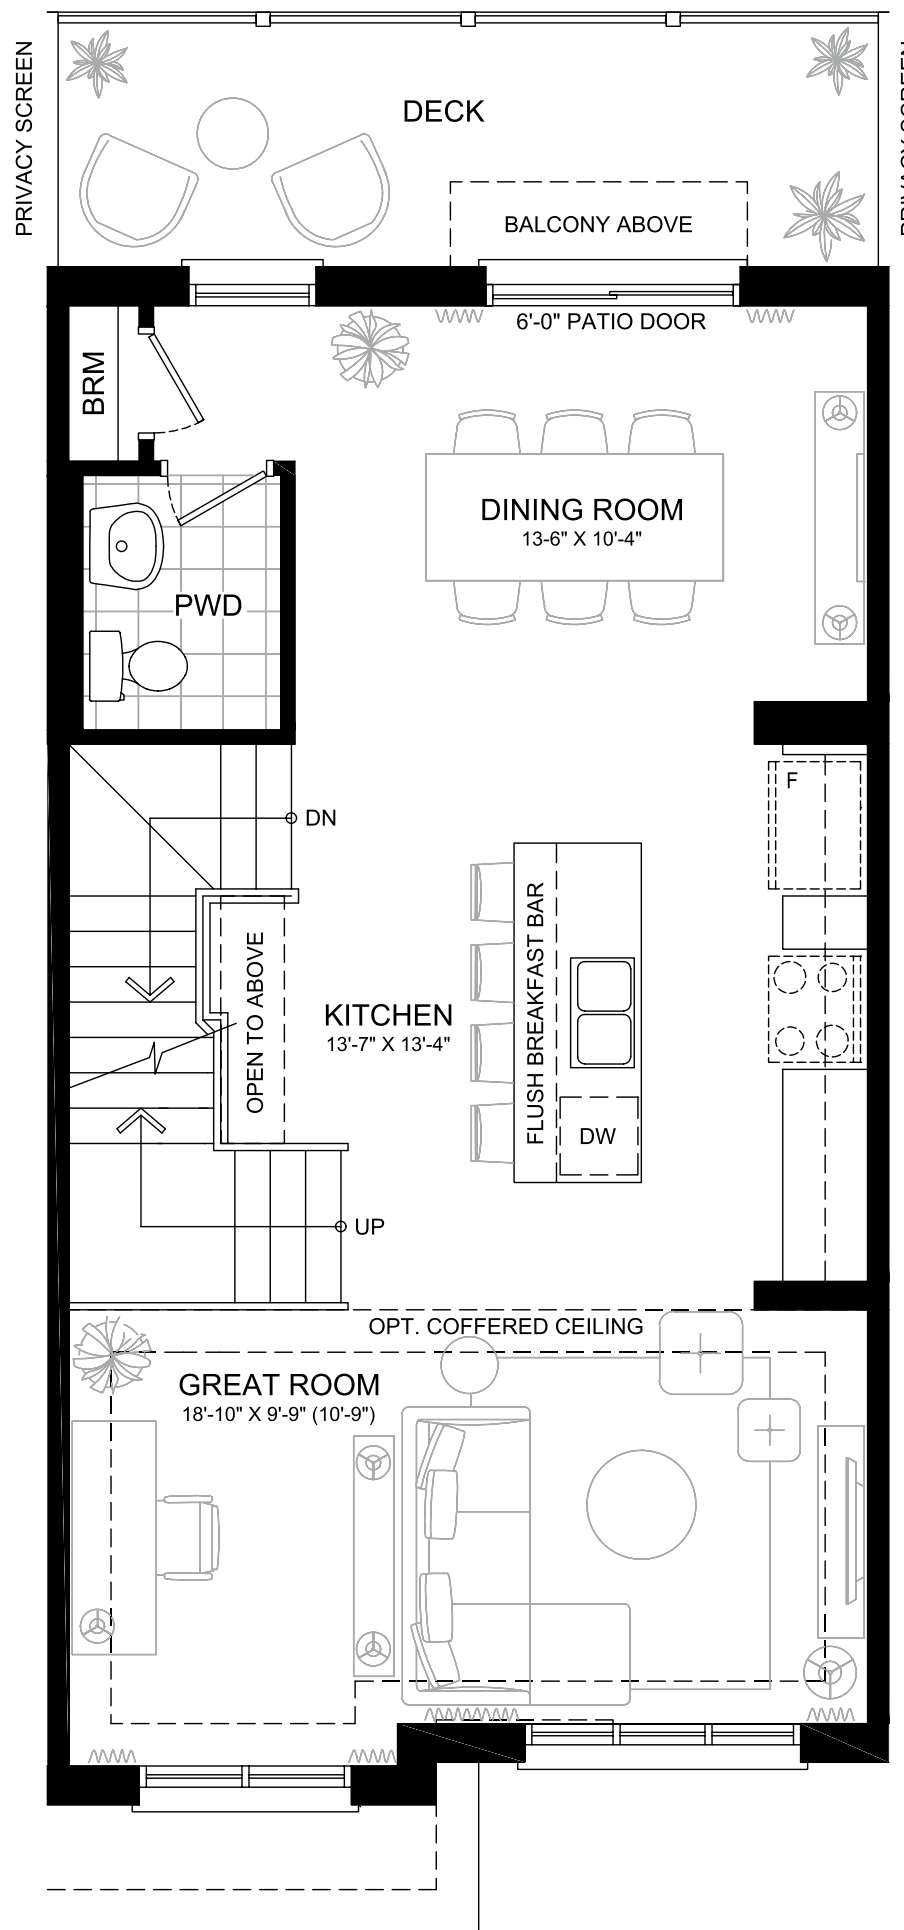 PRIVACY SCREEN
PRIVACY SCREEN
DECK
BALCONY ABOVE
6'-0" PATIO DOOR
BRM
DINING ROOM
13-6" X 10'-4"
PWD
F
DN
OPEN TO ABOVE
KITCHEN
13'-7" X 13'-4"
FLUSH BREAKFAST BAR
DW
UP
OPT. COFFERED CEILING
GREAT ROOM
18'-10" X 9'-9" (10'-9")